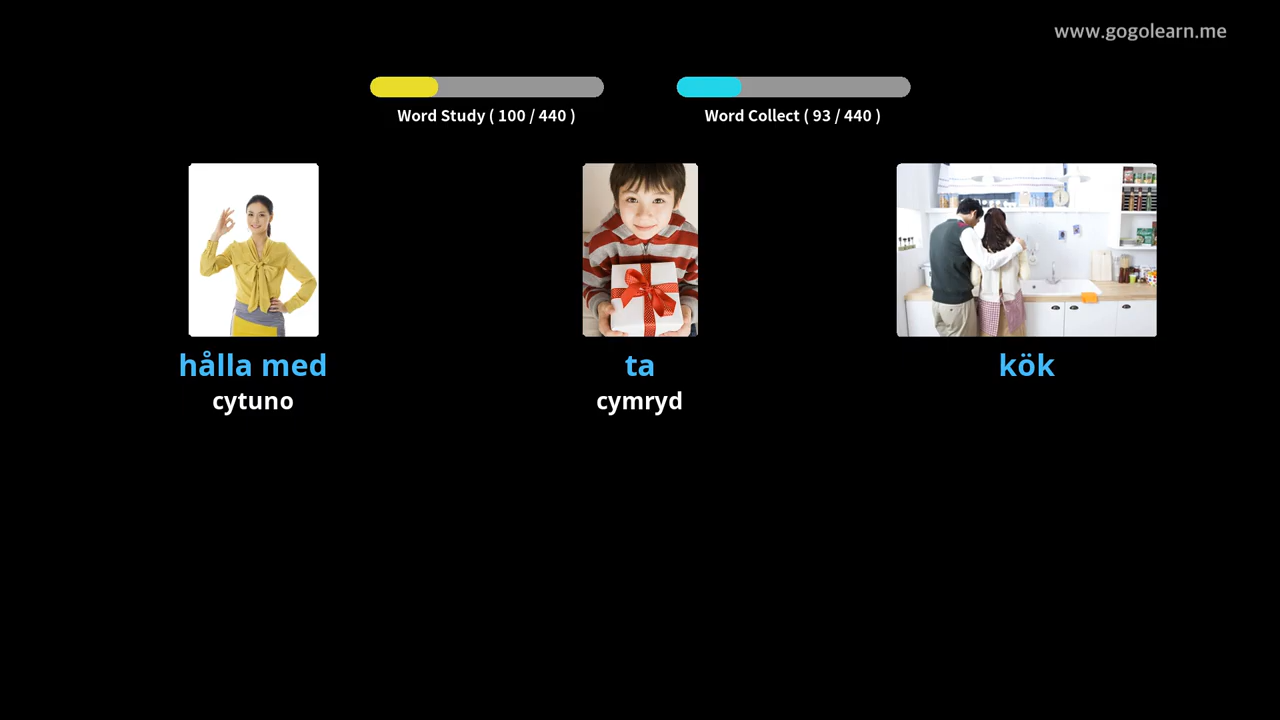 www.gogolearn.me
Word Study ( 100 / 440 )
Word Collect ( 93 / 440 )
hålla med
cytuno
ta
cymryd
kök